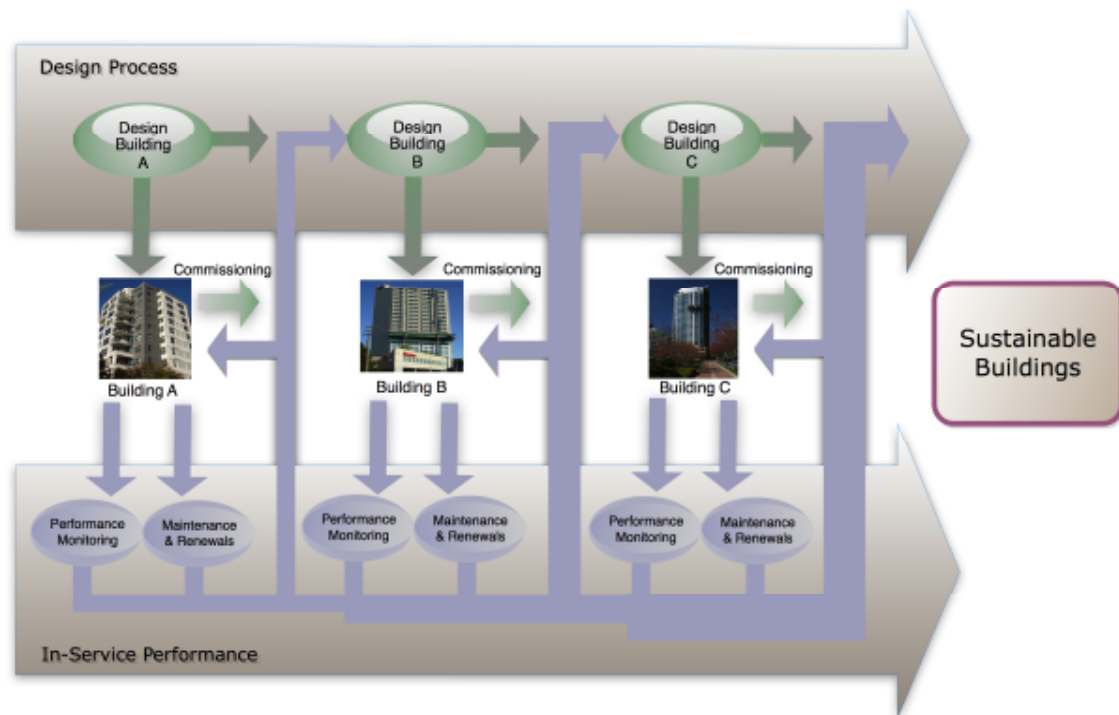 Design Process
Design
Building
A
Design
Building
B
Design
Building
C
Commissioning
Commissioning
Commissioning
Building A
Building B
Building C
Sustainable
Buildings
Performance
Monitoring
Maintenance
& Renewals
Performance
Monitoring
Maintenance
& Renewals
Performance
Monitoring
Maintenance
& Renewals
In-Service Performance